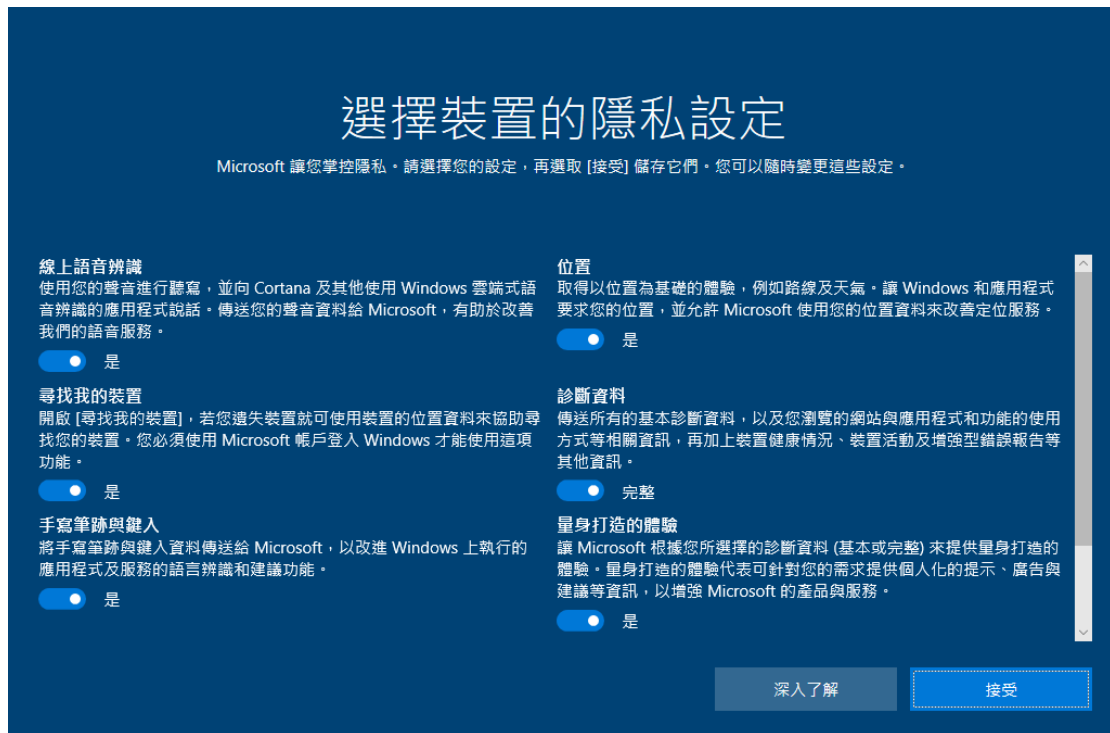 選擇裝置的隱私設定
Microsoft 讓您掌控隱私。請選擇您的設定，再選取 [接受] 儲存它們。您可以隨時變更這些設定。
線上語音辨識
使用您的聲音進行聽寫，並向 Cortana 及其他使用 Windows 雲端式語
音辨識的應用程式說話。傳送您的聲音資料給 Microsoft，有助於改善
我們的語音服務。
是
尋找我的裝置
開啟 [尋找我的裝置]，若您遺失裝置就可使用裝置的位置資料來協助尋
找您的裝置。您必須使用 Microsoft 帳戶登入 Windows 才能使用這項
功能。
是
手寫筆跡與鍵入
將手寫筆跡與鍵入資料傳送給 Microsoft，以改進 Windows 上執行的
應用程式及服務的語言辨識和建議功能。
是
位置
取得以位置為基礎的體驗，例如路線及天氣。讓 Windows 和應用程式
要求您的位置，並允許 Microsoft 使用您的位置資料來改善定位服務。
是
診斷資料
傳送所有的基本診斷資料，以及您瀏覽的網站與應用程式和功能的使用
方式等相關資訊，再加上裝置健康情況、裝置活動及增強型錯誤報告等
其他資訊。
完整
量身打造的體驗
讓 Microsoft 根據您所選擇的診斷資料 (基本或完整) 來提供量身打造的
體驗。量身打造的體驗代表可針對您的需求提供個人化的提示、廣告與
建議等資訊，以增強 Microsoft 的產品與服務。
是
深入了解
接受